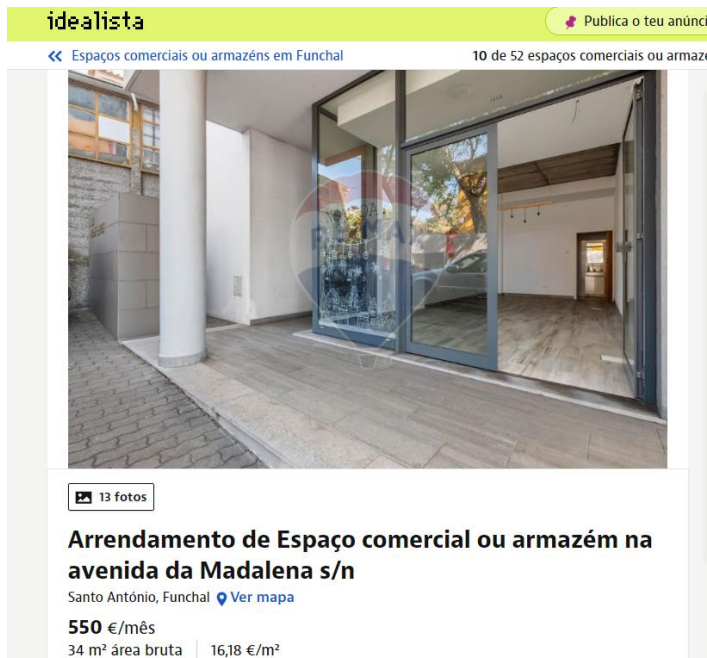 idealista
Publica o teu anúnci
Espaços comerciais ou armazéns em Funchal
10 de 52 espaços comerciais ou armaze
RE/MAX
13 fotos
Arrendamento de Espaço comercial ou armazém na
avenida da Madalena s/n
Santo António, Funchal Ver mapa
550 €/mês
34 m² área bruta 16,18 €/m²